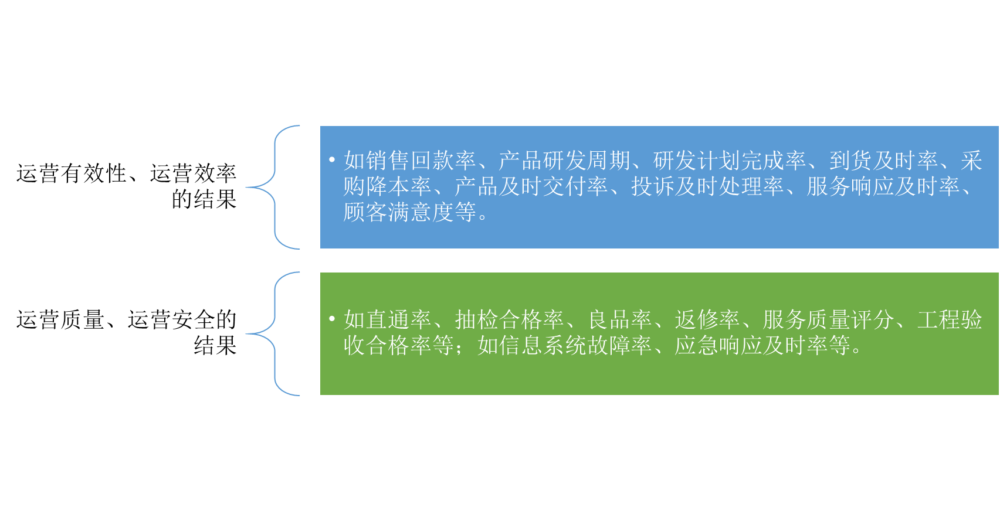 运营有效性、运营效率
的结果
• 如销售回款率、产品研发周期、研发计划完成率、到货及时率、采
购降本率、产品及时交付率、投诉及时处理率、服务响应及时率、
顾客满意度等。
运营质量、运营安全的
结果
• 如直通率、抽检合格率、良品率、返修率、服务质量评分、工程验
收合格率等；如信息系统故障率、应急响应及时率等。